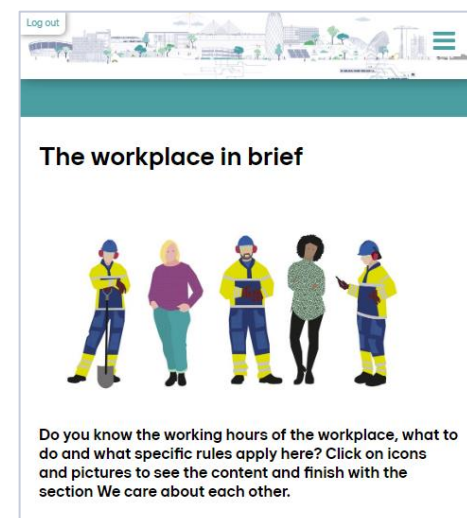 Log out
The workplace in brief
Do you know the working hours of the workplace, what to
do and what specific rules apply here? Click on icons
and pictures to see the content and finish with the
section We care about each other.